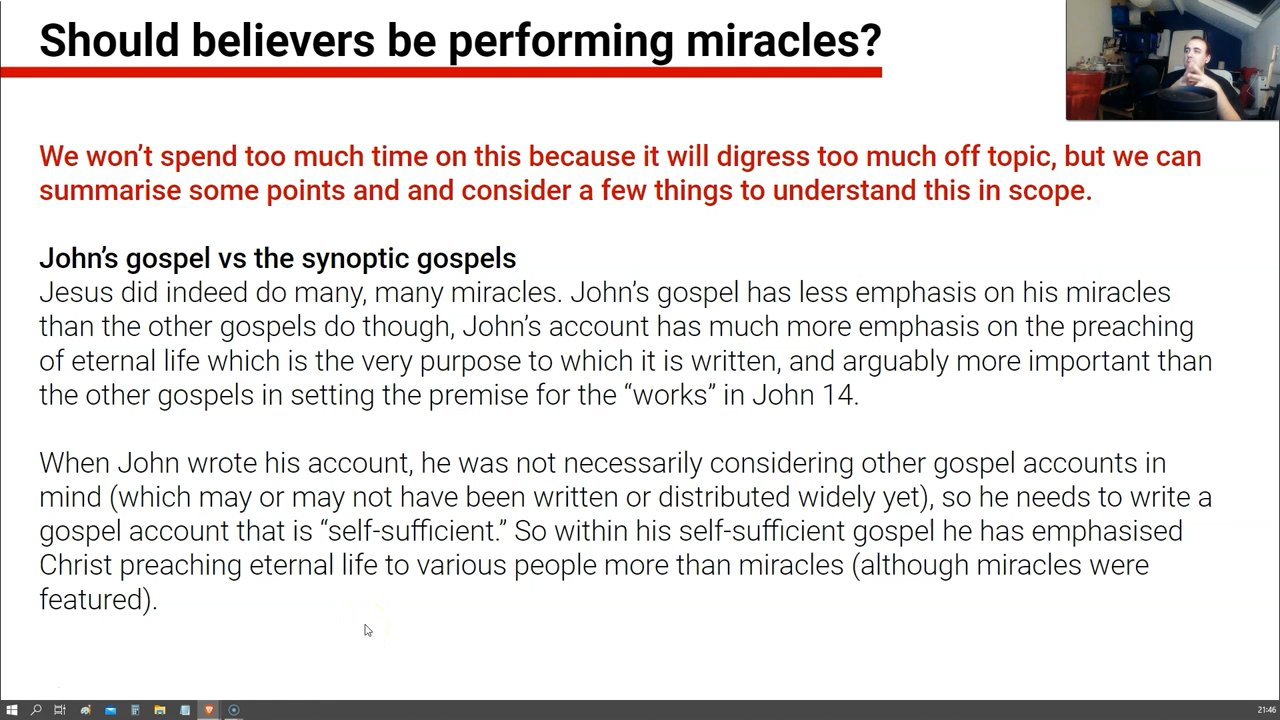 Should believers be performing miracles?
We won’t spend too much time on this because it will digress too much off topic, but we can
summarise some points and and consider a few things to understand this in scope.
John’s gospel vs the synoptic gospels
Jesus did indeed do many, many miracles. John’s gospel has less emphasis on his miracles
than the other gospels do though, John’s account has much more emphasis on the preaching
of eternal life which is the very purpose to which it is written, and arguably more important than
the other gospels in setting the premise for the “works” in John 14.
When John wrote his account, he was not necessarily considering other gospel accounts in
mind (which may or may not have been written or distributed widely yet), so he needs to write a
gospel account that is “self-sufficient.” So within his self-sufficient gospel he has emphasised
Christ preaching eternal life to various people more than miracles (although miracles were
featured).
21:46